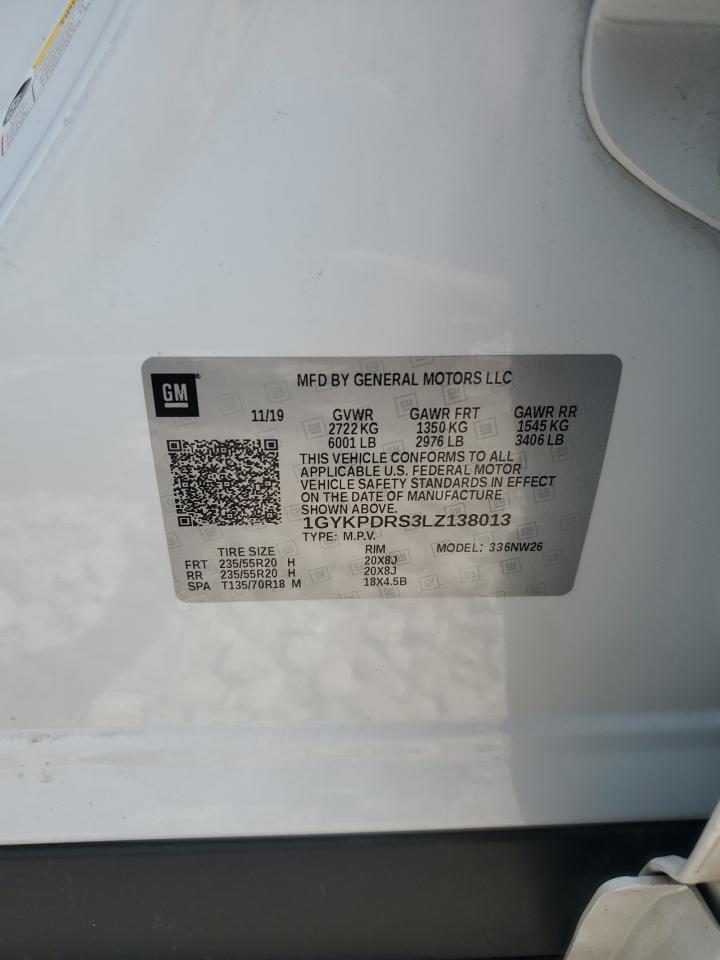 GM
MFD BY GENERAL MOTORS LLC
11/19 GVWR GAWR FRT GAWR RR
2722 KG 1350 KG 1545 KG
6001 LB 2976 LB 3406 LB
THIS VEHICLE CONFORMS TO ALL
APPLICABLE U.S. FEDERAL MOTOR
VEHICLE SAFETY STANDARDS IN EFFECT
ON THE DATE OF MANUFACTURE
SHOWN ABOVE.
1GYKPDRS3LZ138013
TYPE: M.P.V. MODEL: 336NW26
TIRE SIZE RIM
FRT 235/55R20 H 20X8J
RR 235/55R20 H 20X8J
SPA T135/70R18 M 18X4.5B